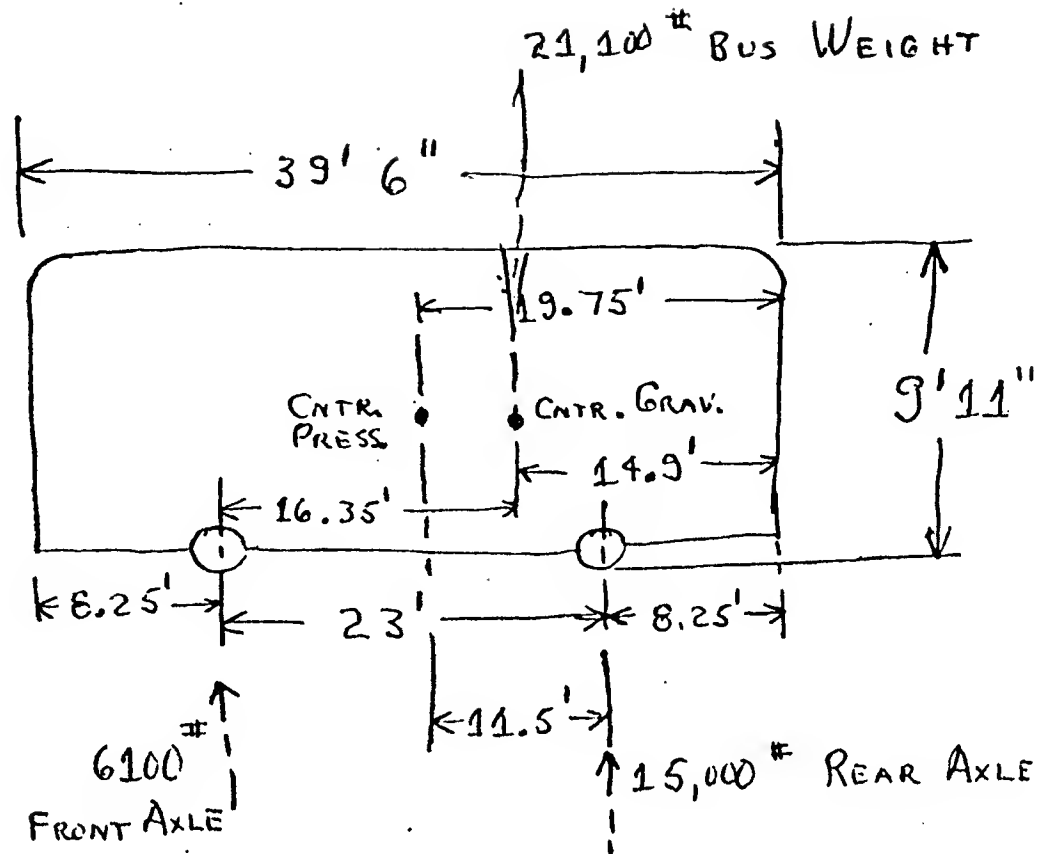 21,100# BUS WEIGHT
39' 6"
19.75'
CNTR. PRESS.
CNTR. GRAV.
9'11"
14.9'
16.35'
8.25'
23'
8.25'
11.5'
6100#
FRONT AXLE
15,000# REAR AXLE